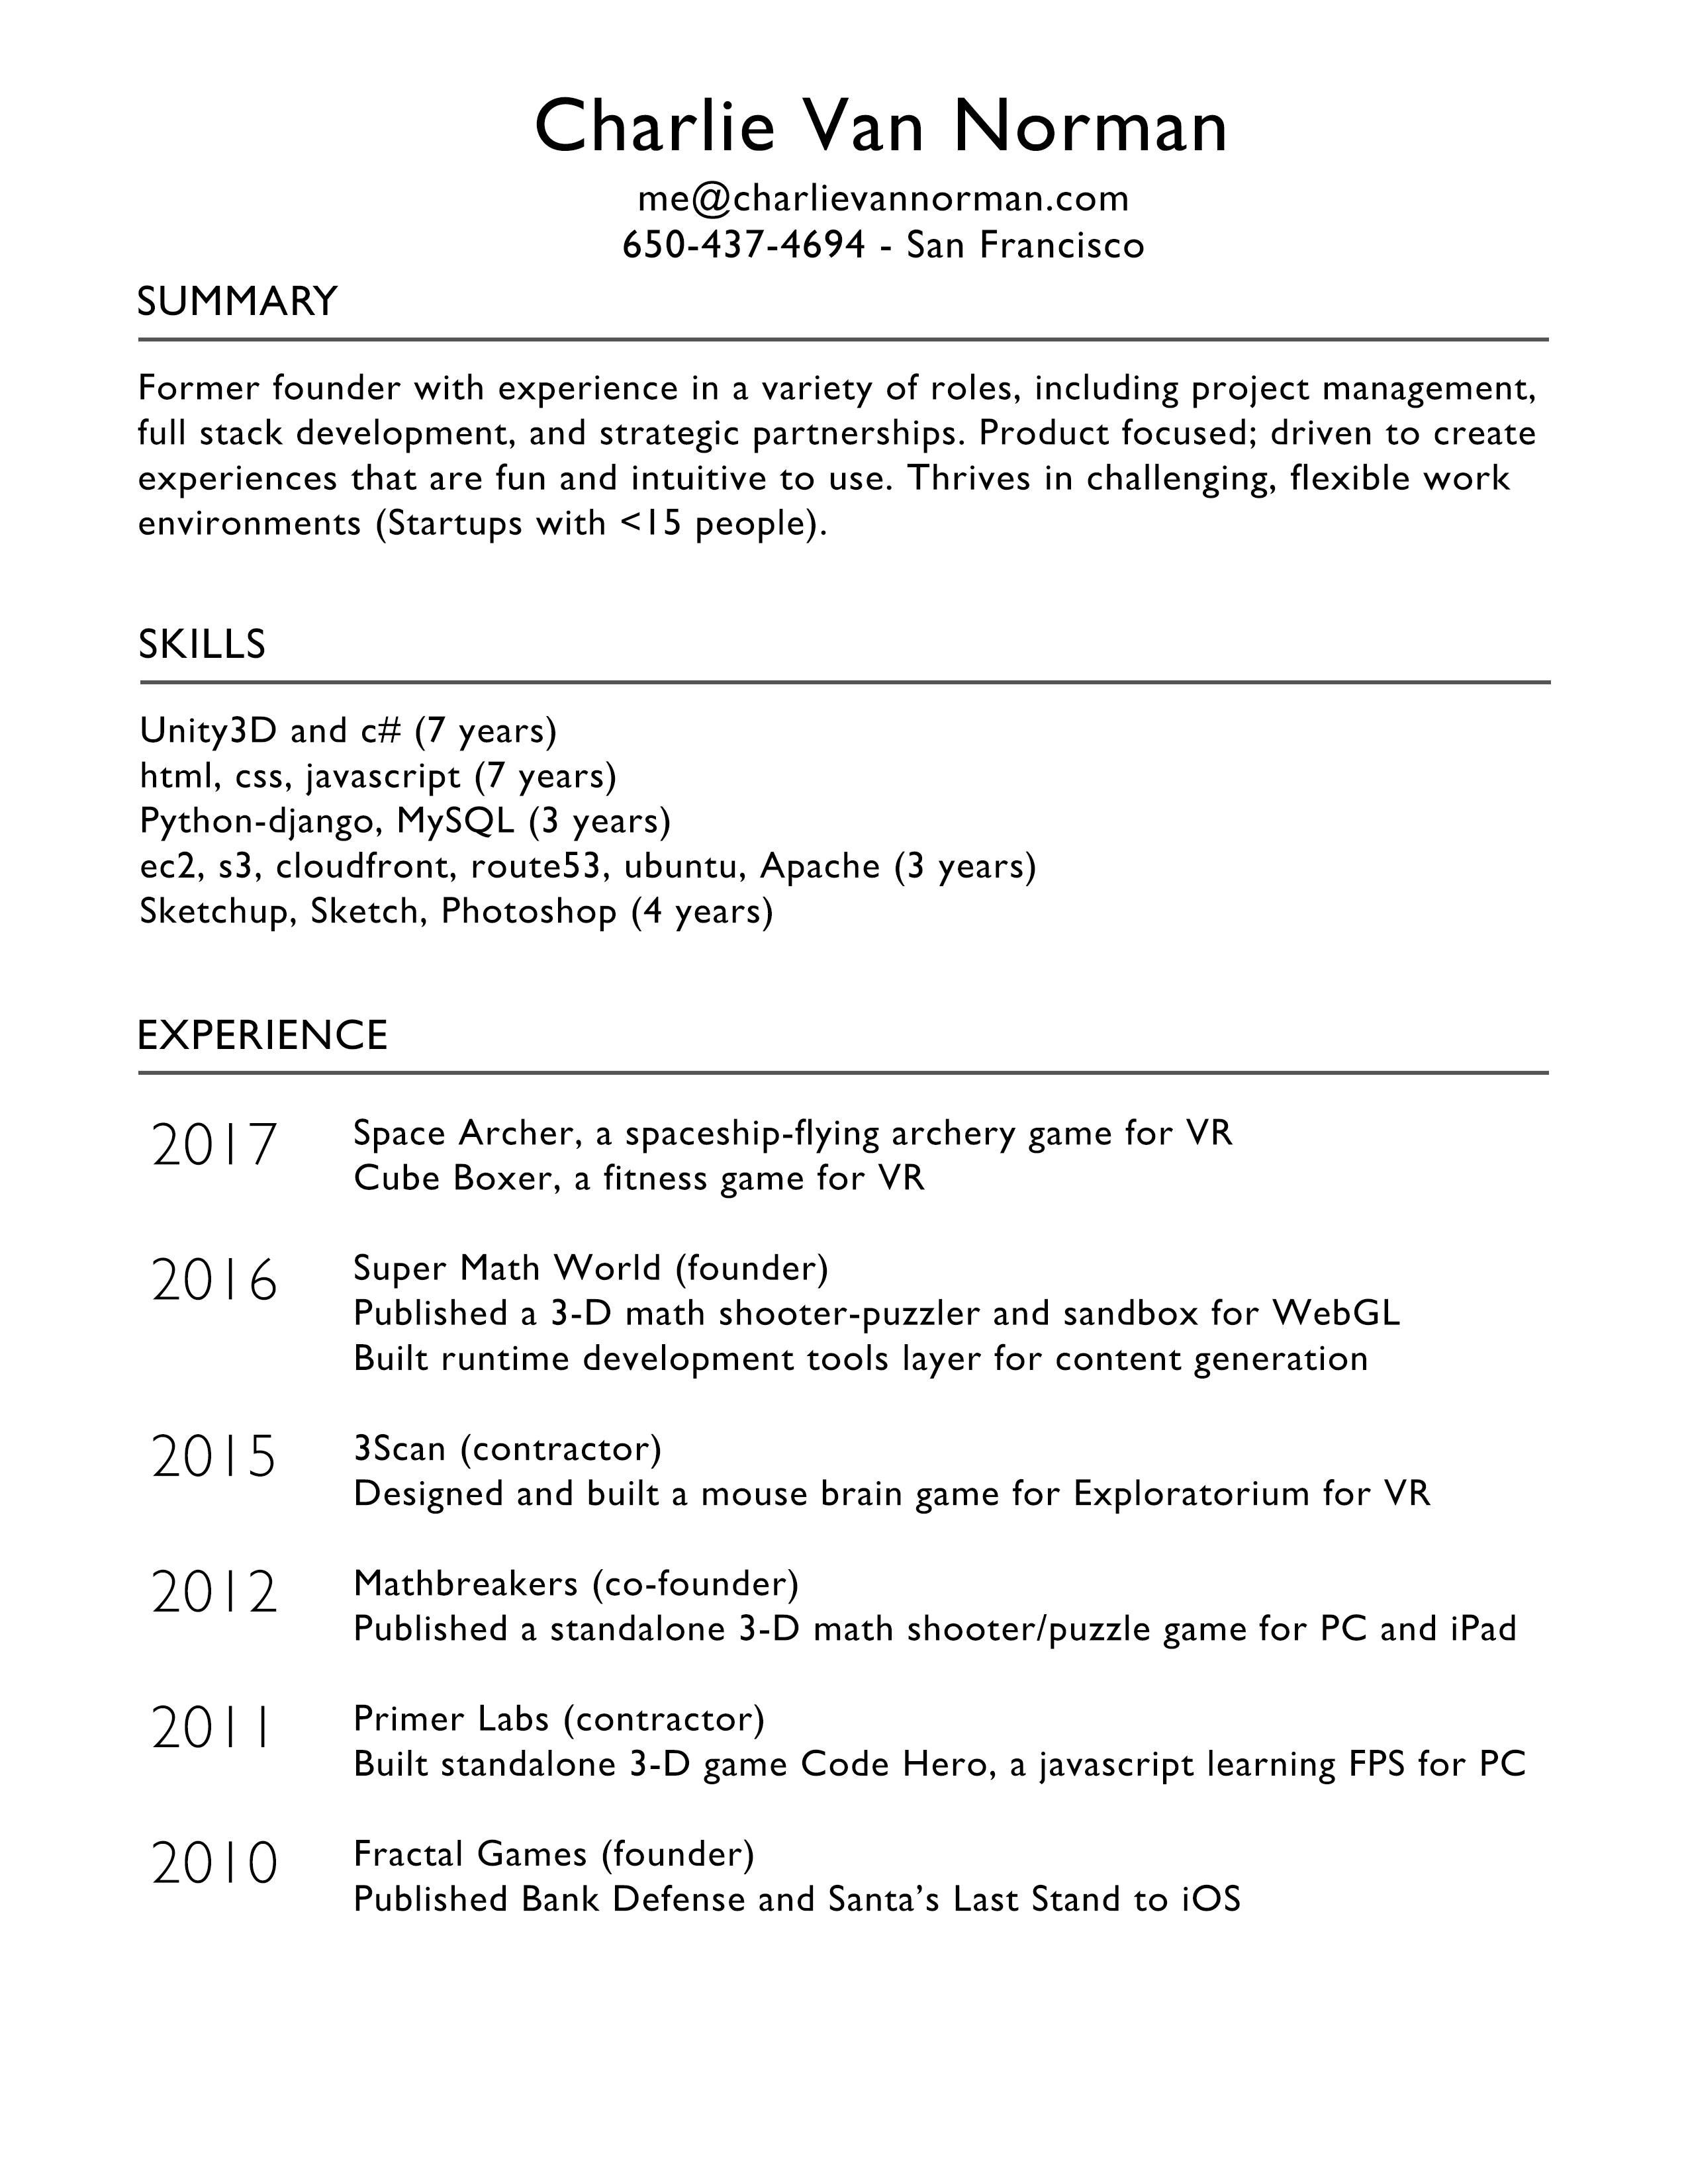 Charlie Van Norman
me@charlievannorman.com
650-437-4694 - San Francisco
SUMMARY
Former founder with experience in a variety of roles, including project management,
full stack development, and strategic partnerships. Product focused; driven to create
experiences that are fun and intuitive to use. Thrives in challenging, flexible work
environments (Startups with <15 people).
SKILLS
Unity3D and c# (7 years)
html, css, javascript (7 years)
Python-django, MySQL (3 years)
ec2, s3, cloudfront, route53, ubuntu, Apache (3 years)
Sketchup, Sketch, Photoshop (4 years)
EXPERIENCE
2017 Space Archer, a spaceship-flying archery game for VR
Cube Boxer, a fitness game for VR
2016 Super Math World (founder)
Published a 3-D math shooter-puzzler and sandbox for WebGL
Built runtime development tools layer for content generation
2015 3Scan (contractor)
Designed and built a mouse brain game for Exploratorium for VR
2012 Mathbreakers (co-founder)
Published a standalone 3-D math shooter/puzzle game for PC and iPad
2011 Primer Labs (contractor)
Built standalone 3-D game Code Hero, a javascript learning FPS for PC
2010 Fractal Games (founder)
Published Bank Defense and Santa’s Last Stand to iOS